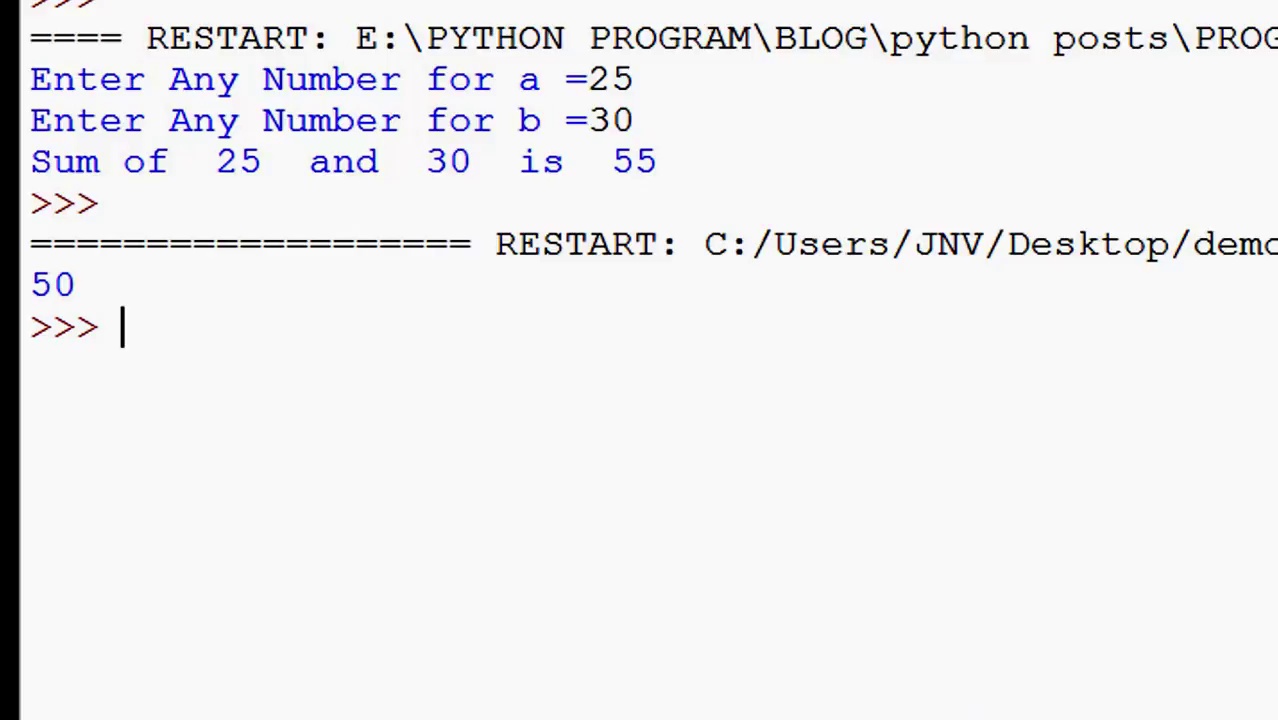 >>>
==== RESTART: E:\PYTHON PROGRAM\BLOG\python posts\PROG
Enter Any Number for a =25
Enter Any Number for b =30
Sum of  25  and  30  is  55
>>>
=================== RESTART: C:/Users/JNV/Desktop/demo
50
>>>